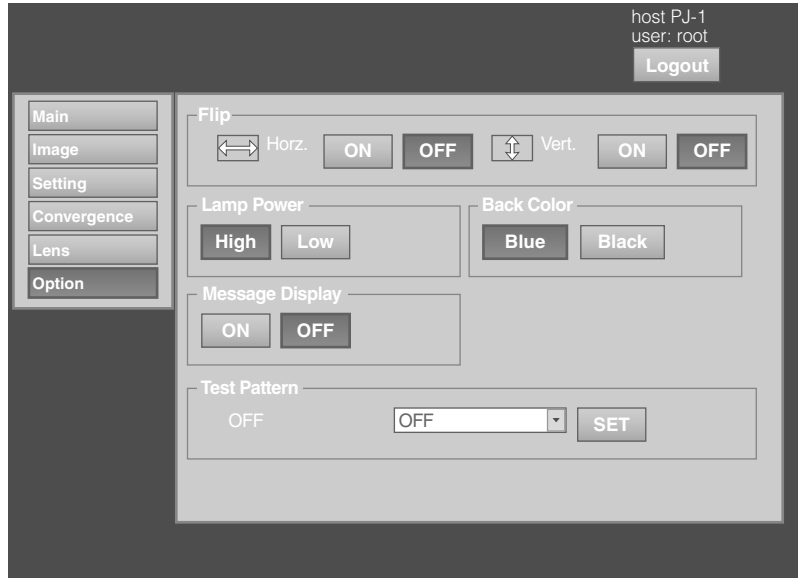 host PJ-1
user: root
Logout
Main
Image
Setting
Convergence
Lens
Option
Flip
Horz. ON OFF Vert. ON OFF
Lamp Power
High Low
Back Color
Blue Black
Message Display
ON OFF
Test Pattern
OFF OFF SET